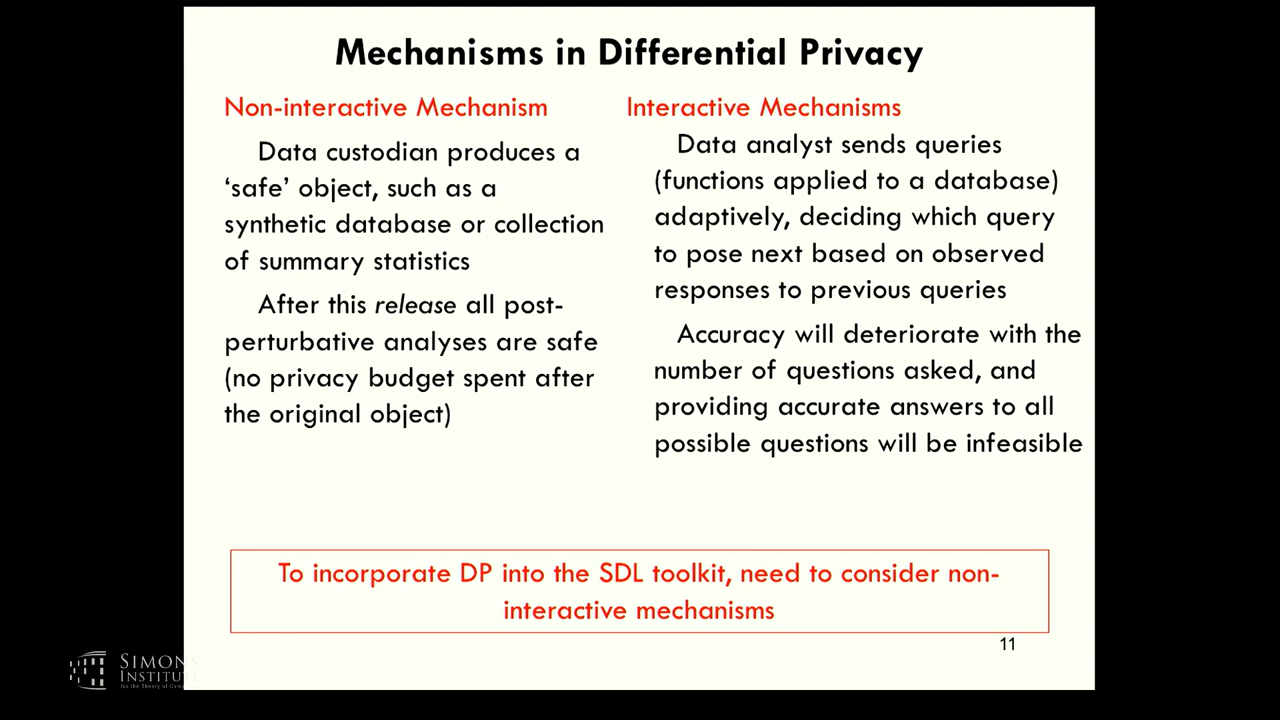 Mechanisms in Differential Privacy
Non-interactive Mechanism
Data custodian produces a
‘safe’ object, such as a
synthetic database or collection
of summary statistics
After this release all post-
perturbative analyses are safe
(no privacy budget spent after
the original object)
Interactive Mechanisms
Data analyst sends queries
(functions applied to a database)
adaptively, deciding which query
to pose next based on observed
responses to previous queries
Accuracy will deteriorate with the
number of questions asked, and
providing accurate answers to all
possible questions will be infeasible
To incorporate DP into the SDL toolkit, need to consider non-
interactive mechanisms
11
SIMONS
INSTITUTE